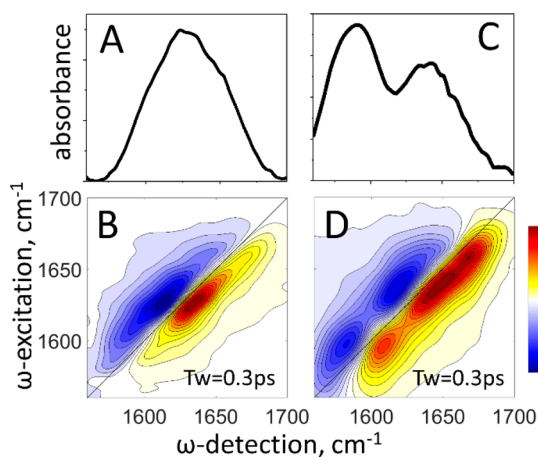 A
C
absorbance
1700
B
D
1650
1600
ω-excitation, cm-1
Tw=0.3ps
Tw=0.3ps
1600 1650 1700
1600 1650 1700
ω-detection, cm-1